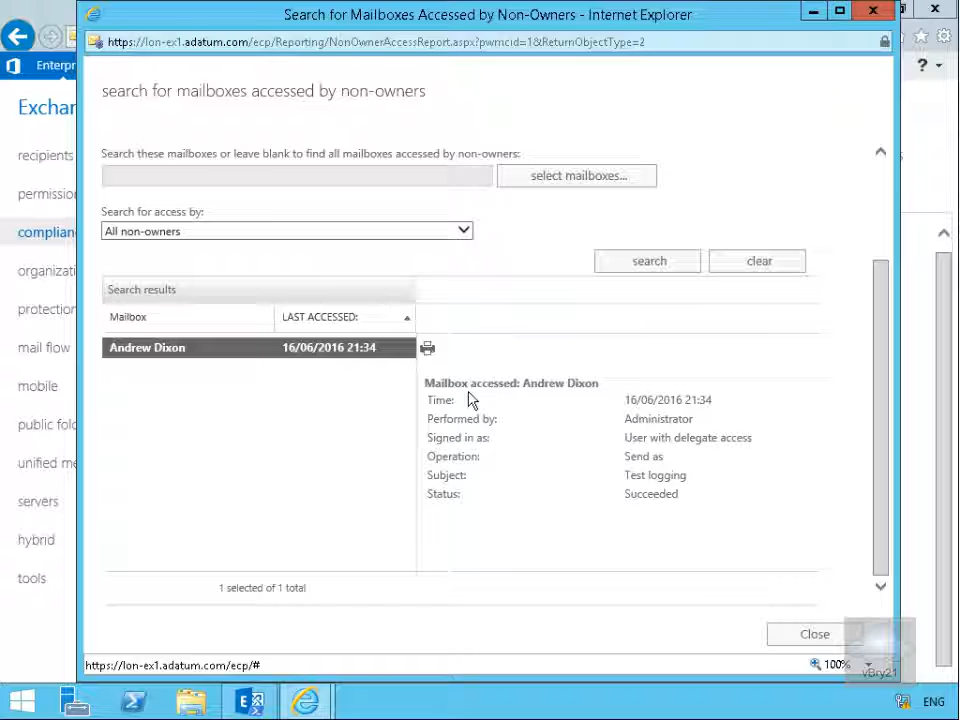 Search for Mailboxes Accessed by Non-Owners - Internet Explorer
https://lon-ex1.adatum.com/ecp/Reporting/NonOwnerAccessReport.aspx?pwmcid=1&ReturnObjectType=2
Enterpr
?
Exchan
search for mailboxes accessed by non-owners
recipients
permission
complian
organizati
protection
mail flow
mobile
public fold
unified me
servers
hybrid
tools
Search these mailboxes or leave blank to find all mailboxes accessed by non-owners:
select mailboxes...
Search for access by:
All non-owners
search
clear
Search results
Mailbox
LAST ACCESSED:
Andrew Dixon
16/06/2016 21:34
Mailbox accessed: Andrew Dixon
Time: 16/06/2016 21:34
Performed by: Administrator
Signed in as: User with delegate access
Operation: Send as
Subject: Test logging
Status: Succeeded
1 selected of 1 total
Close
https://lon-ex1.adatum.com/ecp/#
100%
vBry21
ENG